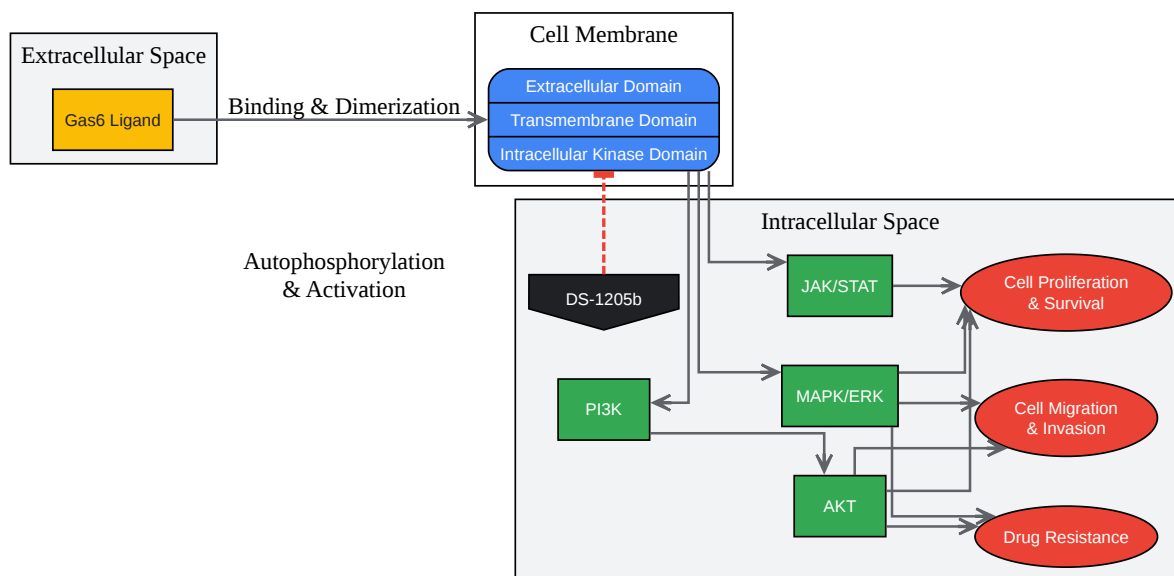 Extracellular Space
Gas6 Ligand
Binding & Dimerization
Cell Membrane
Extracellular Domain
Transmembrane Domain
Intracellular Kinase Domain
Autophosphorylation
& Activation
Intracellular Space
DS-1205b
JAK/STAT
Cell Proliferation
& Survival
PI3K
MAPK/ERK
Cell Migration
& Invasion
AKT
Drug Resistance